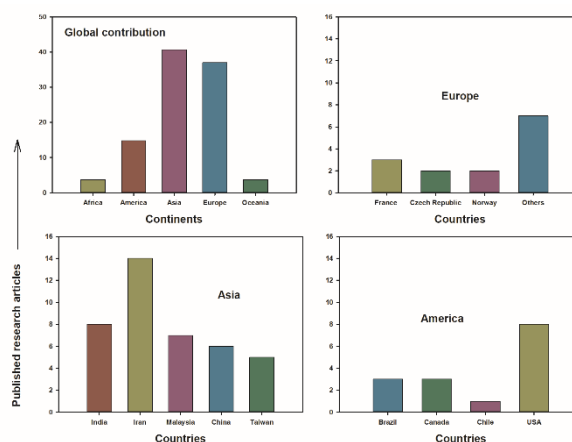 Global contribution
50
40
30
20
10
0
Africa America Asia Europe Oceania
Continents
Europe
16
14
12
10
8
6
4
2
0
France Czech Republic Norway Others
Countries
Published research articles
Asia
16
14
12
10
8
6
4
2
0
India Iran Malaysia China Taiwan
Countries
America
16
14
12
10
8
6
4
2
0
Brazil Canada Chile USA
Countries